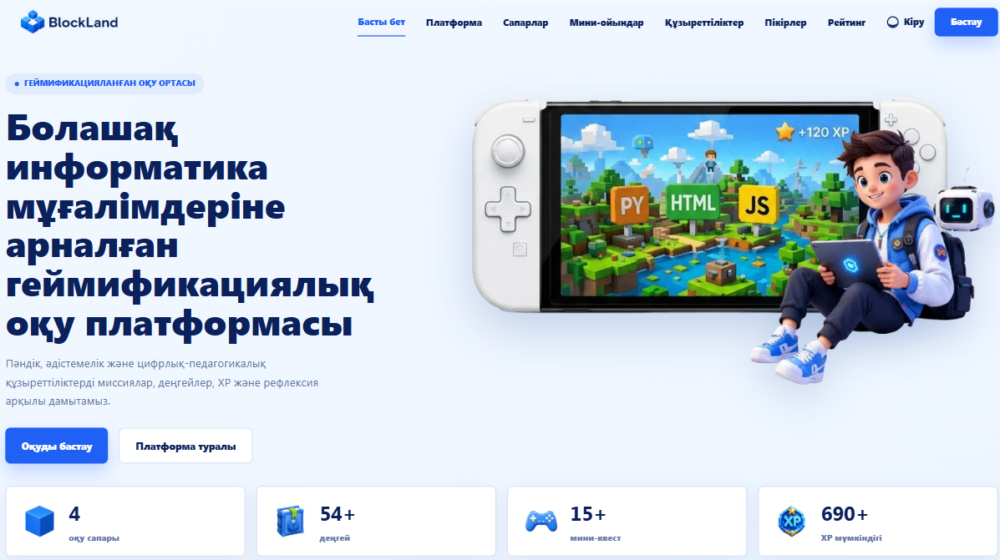 BlockLand
Басты бет
Платформа
Сапарлар
Мини-ойындар
Құзыреттіліктер
Пікірлер
Рейтинг
Кіру
Бастау
ГЕЙМИФИКАЦИЯЛАНҒАН ОҚУ ОРТАСЫ
Болашақ
информатика
мұғалімдеріне
арналған
геймификациялық
оқу платформасы
Пәндік, әдістемелік және цифрлық-педагогикалық
құзыреттіліктерді миссиялар, деңгейлер, XP және рефлексия
арқылы дамытамыз.
Оқуды бастау
Платформа туралы
+120 XP
PY
HTML
JS
4
оқу сапары
54+
деңгей
15+
мини-квест
XP
690+
XP мүмкіндігі